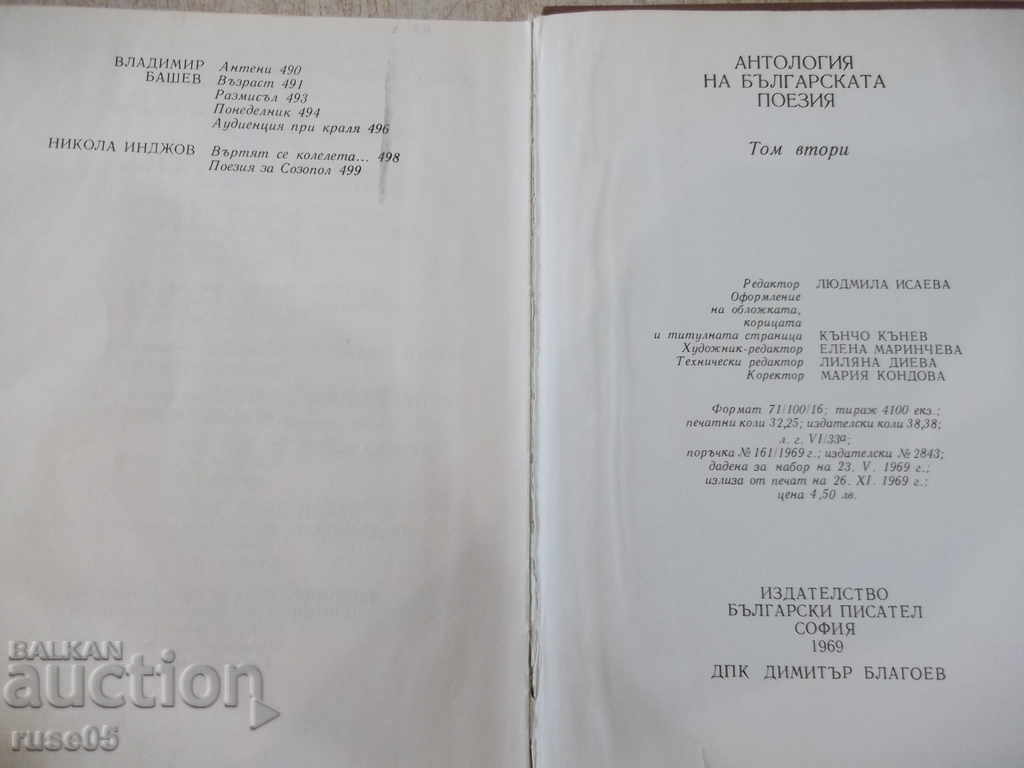 ВЛАДИМИР БАШЕВ
Антени 490
Възраст 491
Размисъл 493
Понеделник 494
Аудиенция при краля 496
НИКОЛА ИНДЖОВ Въртят се колелета... 498
Поезия за Созопол 499
АНТОЛОГИЯ
НА БЪЛГАРСКАТА
ПОЕЗИЯ
Том втори
Редактор ЛЮДМИЛА ИСАЕВА
Оформление
на обложката,
корицата
и титулната страница КЪНЧО КЪНЕВ
Художник-редактор ЕЛЕНА МАРИНЧЕВА
Технически редактор ЛИЛЯНА ДИЕВА
Коректор МАРИЯ КОНДОВА
Формат 71/100/16; тираж 4100 екз.;
печатни коли 32,25; издателски коли 38,38;
л. г. VI/33а;
поръчка № 161/1969 г.; издателски № 2843;
дадена за набор на 23. V. 1969 г.;
излиза от печат на 26. XI. 1969 г.:
цена 4,50 лв.
ИЗДАТЕЛСТВО
БЪЛГАРСКИ ПИСАТЕЛ
СОФИЯ
1969
ДПК ДИМИТЪР БЛАГОЕВ
BALKAN
auction
ruse05